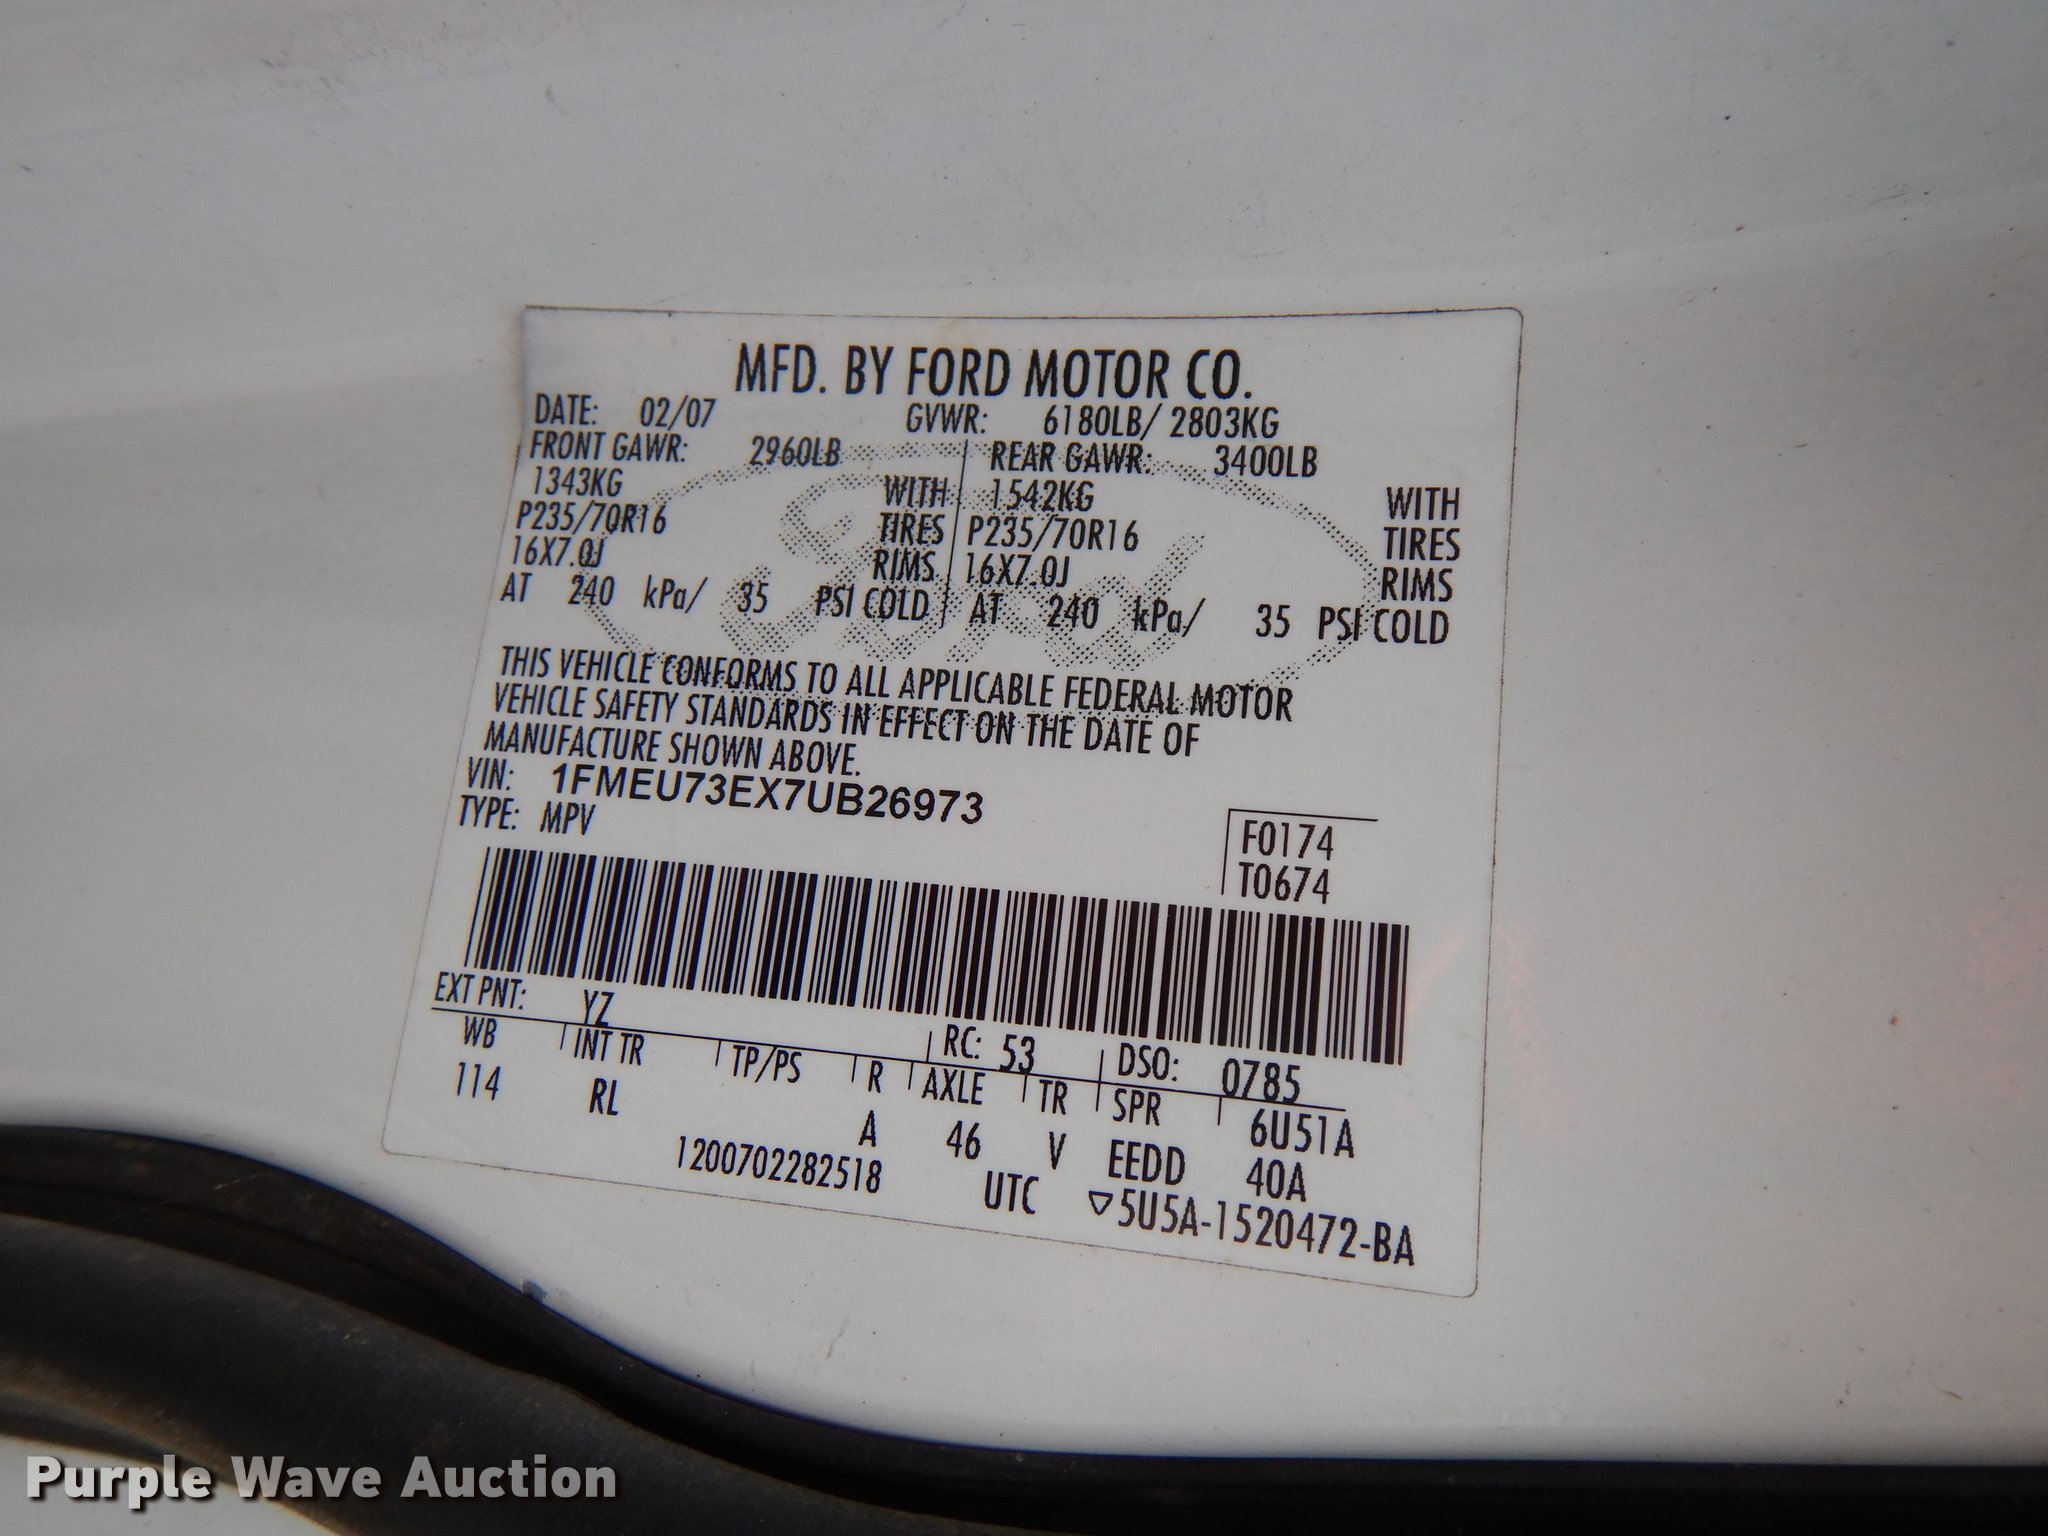 MFD. BY FORD MOTOR CO.
DATE: 02/07 GVWR: 6180LB/ 2803KG
FRONT GAWR: 2960LB REAR GAWR: 3400LB
1343KG WITH 1542KG WITH
P235/70R16 TIRES P235/70R16 TIRES
16X7.0J RIMS 16X7.0J RIMS
AT 240 kPa/ 35 PSI COLD AT 240 kPa/ 35 PSI COLD
Ford
THIS VEHICLE CONFORMS TO ALL APPLICABLE FEDERAL MOTOR
VEHICLE SAFETY STANDARDS IN EFFECT ON THE DATE OF
MANUFACTURE SHOWN ABOVE.
VIN: 1FMEU73EX7UB26973
TYPE: MPV
F0174
T0674
EXT PNT: YZ RC: 53 DSO: 0785
WB INT TR TP/PS R AXLE TR SPR 6U51A
114 RL A 46 V EEDD 40A
1200702282518 UTC ▽5U5A-1520472-BA
Purple Wave Auction